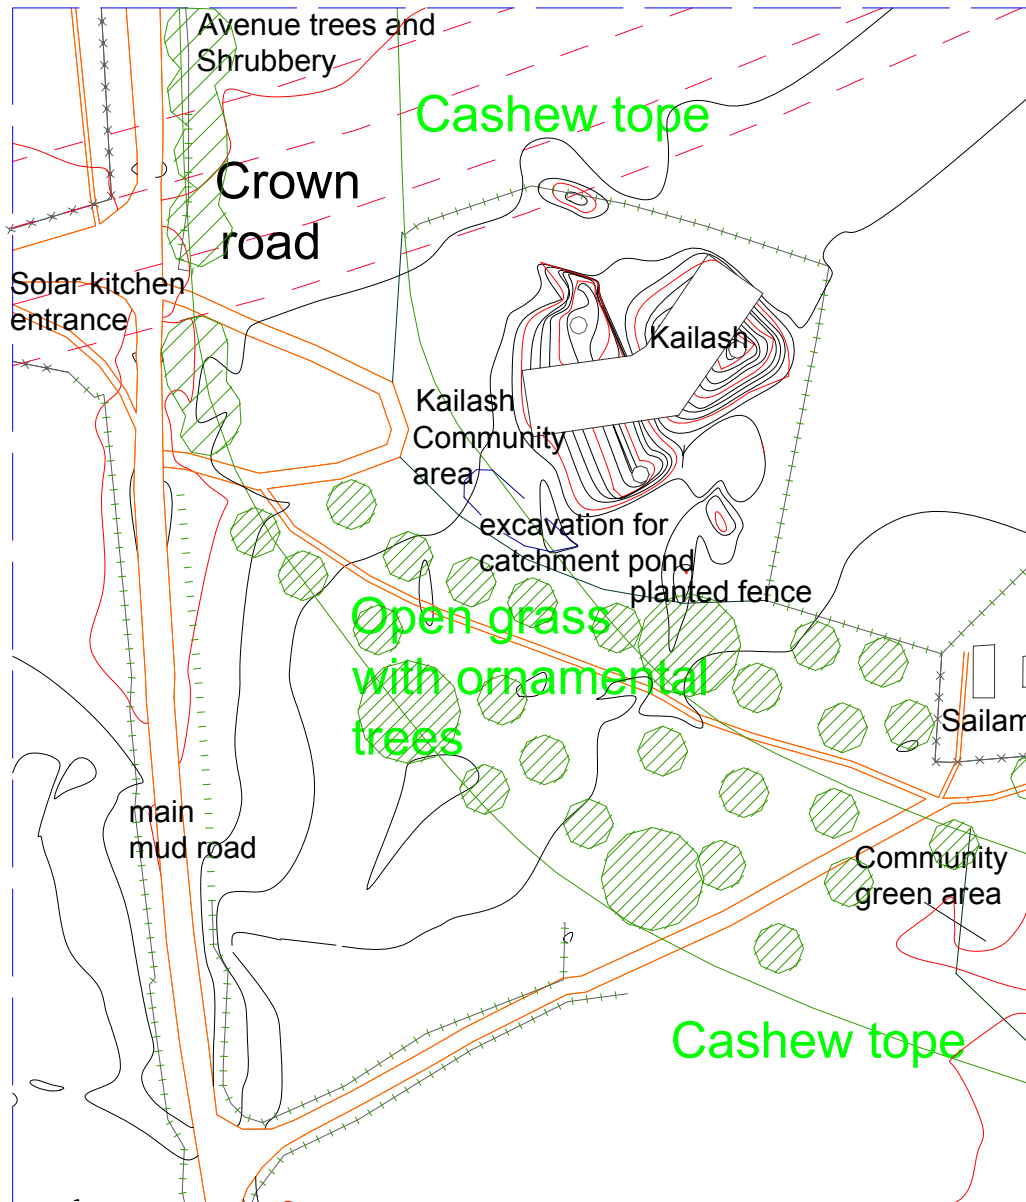 Avenue trees and
Shrubbery
Cashew tope
Crown
road
Solar kitchen
entrance
Kailash
Kailash
Community
area
excavation for
catchment pond
planted fence
Open grass
with ornamental
trees
Sailam
main
mud road
Community
green area
Cashew tope